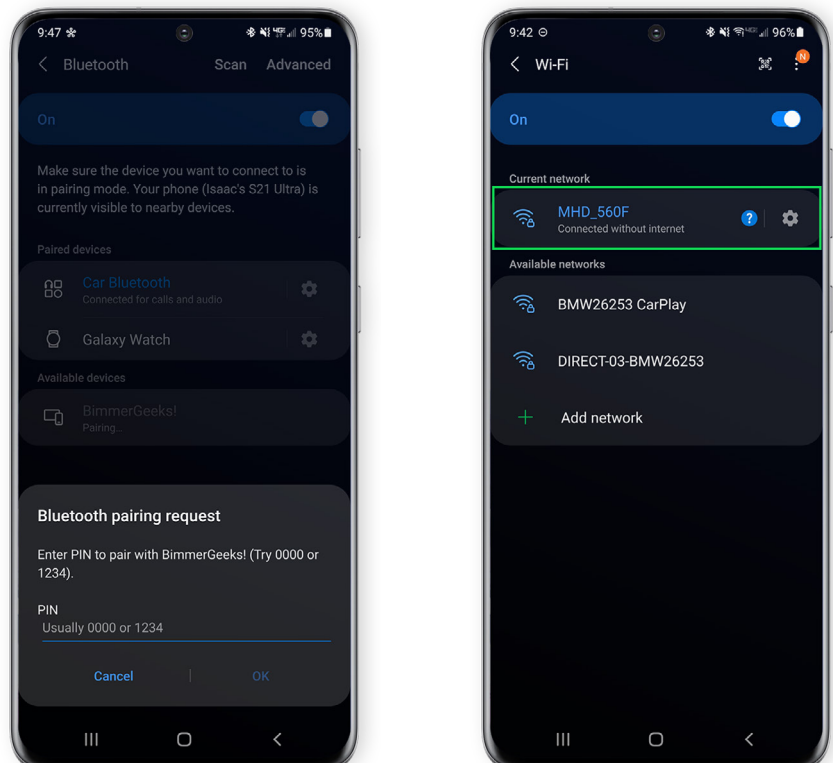 9:47
95%
Bluetooth
Scan
Advanced
On
Make sure the device you want to connect to is
in pairing mode. Your phone (Isaac's S21 Ultra) is
currently visible to nearby devices.
Paired devices
Car Bluetooth
Connected for calls and audio
Galaxy Watch
Available devices
BimmerGeeks!
Pairing...
Bluetooth pairing request
Enter PIN to pair with BimmerGeeks! (Try 0000 or
1234).
PIN
Usually 0000 or 1234
Cancel
OK
9:42
96%
Wi-Fi
N
On
Current network
MHD_560F
Connected without internet
?
Available networks
BMW26253 CarPlay
DIRECT-03-BMW26253
Add network